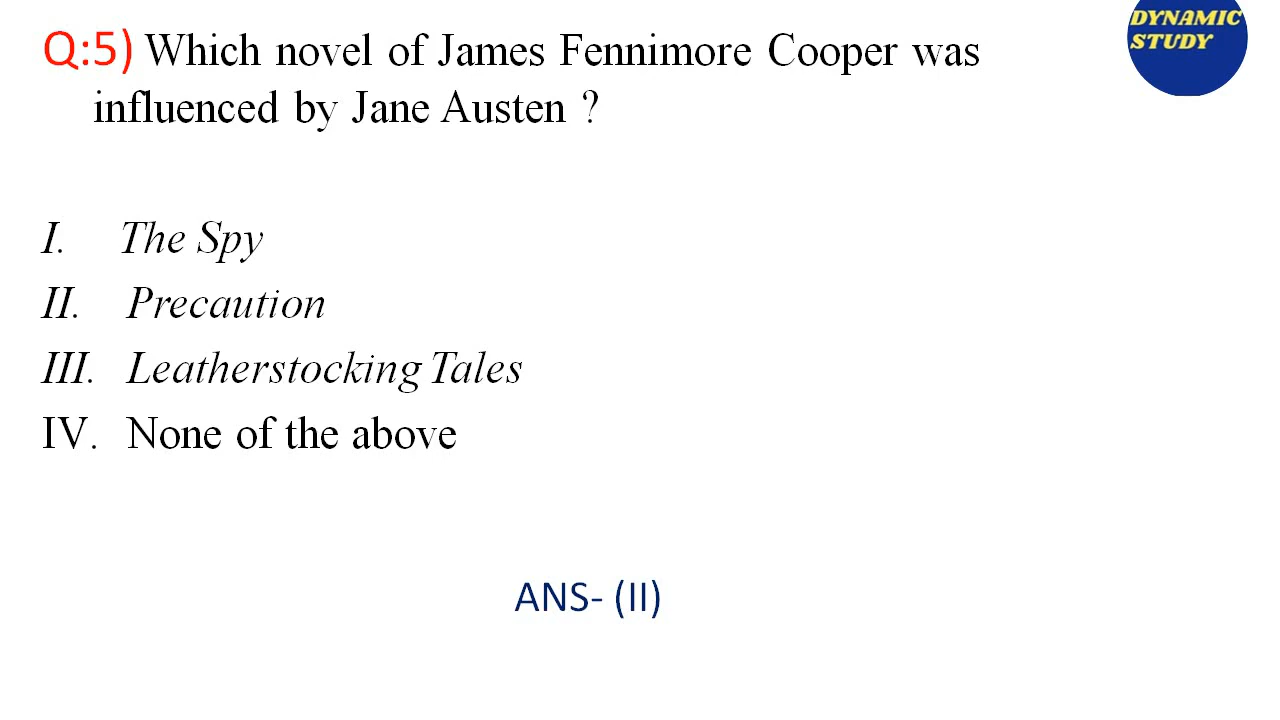 Q:5) Which novel of James Fennimore Cooper was
influenced by Jane Austen ?
DYNAMIC
STUDY
I. The Spy
II. Precaution
III. Leatherstocking Tales
IV. None of the above
ANS- (II)